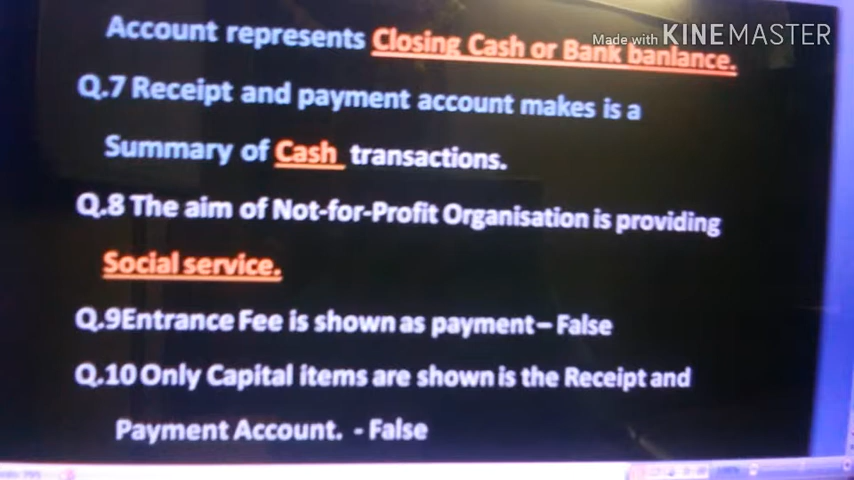 Account represents Closing Cash or Bank banlance.
Made with KINEMASTER
Q.7 Receipt and payment account makes is a
Summary of Cash transactions.
Q.8 The aim of Not-for-Profit Organisation is providing
Social service.
Q.9Entrance Fee is shown as payment– False
Q.10 Only Capital items are shown is the Receipt and
Payment Account. - False